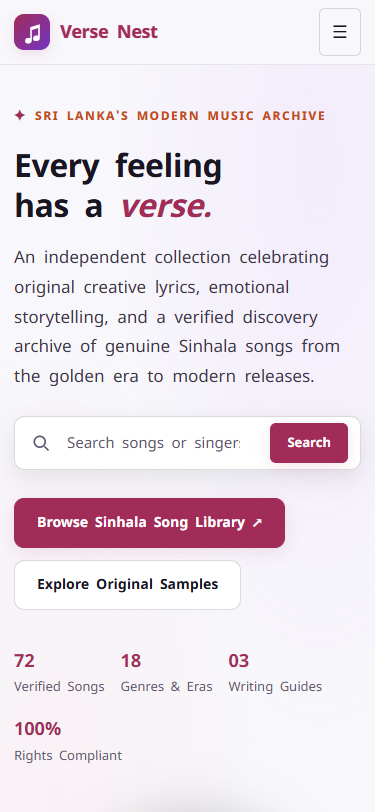 Verse Nest
☰
✦ SRI LANKA'S MODERN MUSIC ARCHIVE
Every feeling
has a verse.
An independent collection celebrating
original creative lyrics, emotional
storytelling, and a verified discovery
archive of genuine Sinhala songs from
the golden era to modern releases.
Search songs or singers Search
Browse Sinhala Song Library ↗
Explore Original Samples
72 18 03
Verified Songs Genres & Eras Writing Guides
100%
Rights Compliant